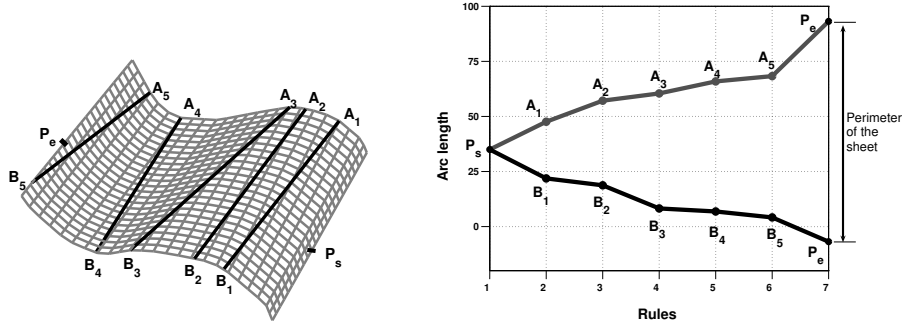 A5
A4
A3
A2
A1
Pe
B5
B4
B3
B2
B1
Ps
Arc length
100
75
50
25
0
Ps
A1
A2
A3
A4
A5
Pe
B1
B2
B3
B4
B5
Pe
Perimeter
of the
sheet
1 2 3 4 5 6 7
Rules